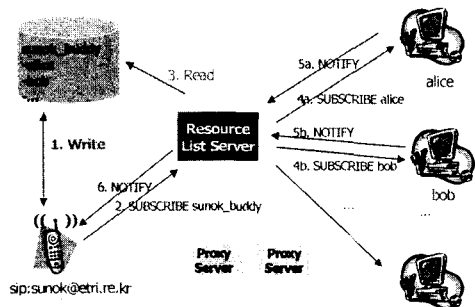 sunok_buddy
...
5a. NOTIFY
alice
3. Read
4a. SUBSCRIBE alice
Resource
List Server
5b. NOTIFY
1. Write
4b. SUBSCRIBE bob
6. NOTIFY
bob
2. SUBSCRIBE sunok_buddy
...
...
Proxy
Server
Proxy
Server
sip:sunok@etri.re.kr